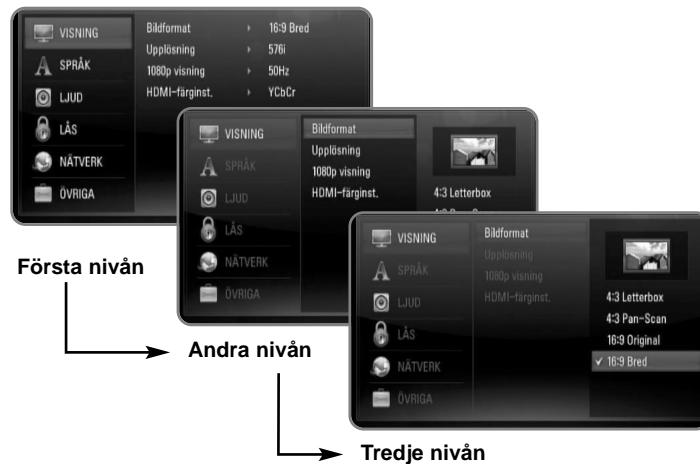 VISNING
SPRÅK
LJUD
LÅS
NÄTVERK
ÖVRIGA
Bildformat 16:9 Bred
Upplösning 576i
1080p visning 50Hz
HDMI-färginst. YCbCr
Första nivån
VISNING
SPRÅK
LJUD
LÅS
NÄTVERK
ÖVRIGA
Bildformat
Upplösning
1080p visning
HDMI-färginst.
4:3 Letterbox
Andra nivån
VISNING
SPRÅK
LJUD
LÅS
NÄTVERK
ÖVRIGA
Bildformat
Upplösning
1080p visning
HDMI-färginst.
4:3 Letterbox
4:3 Pan-Scan
16:9 Original
✓ 16:9 Bred
Tredje nivån